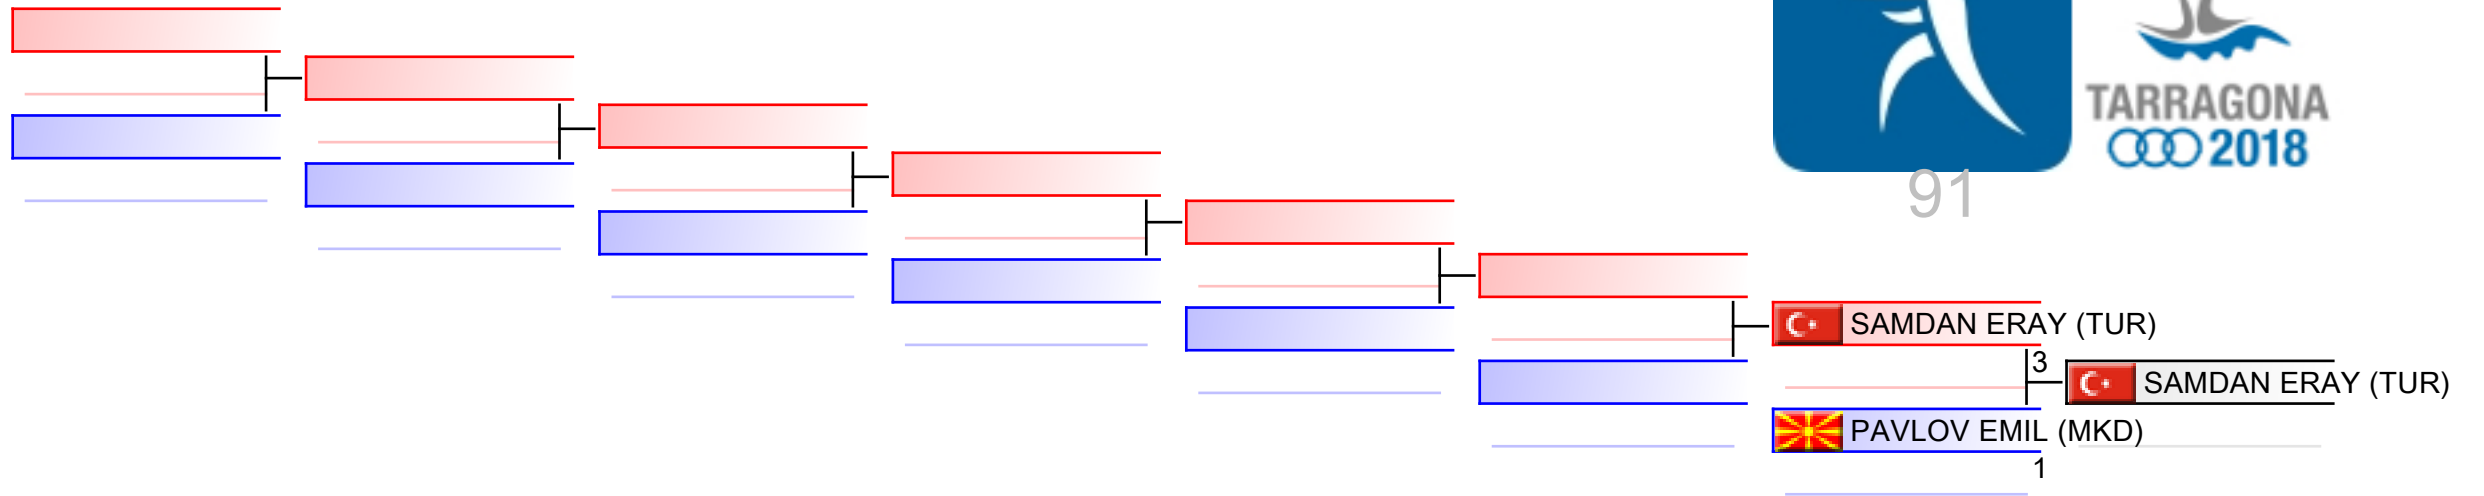 TARRAGONA
2018
91
SAMDAN ERAY (TUR)
3
SAMDAN ERAY (TUR)
PAVLOV EMIL (MKD)
1